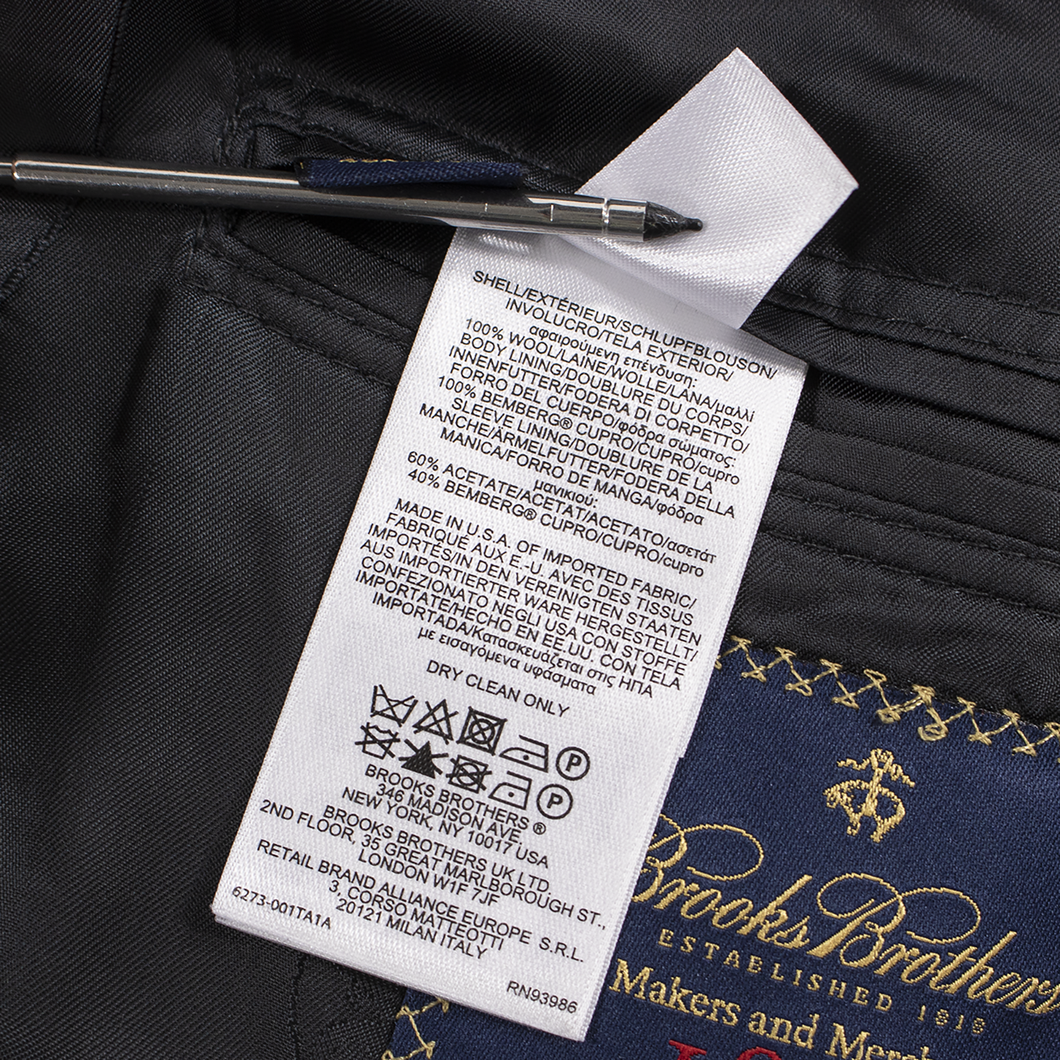 SHELL/EXTÉRIEUR/SCHLUPFBLOUSON/
INVOLUCRO/TELA EXTERIOR/
αφαιρούμενη επένδυση:
100% WOOL/LAINE/WOLLE/LANA/μαλλί
BODY LINING/DOUBLURE DU CORPS/
INNENFUTTER/FODERA DI CORPETTO/
FORRO DEL CUERPO/φόδρα σώματος:
100% BEMBERG® CUPRO/CUPRO/cupro
SLEEVE LINING/DOUBLURE DE LA
MANCHE/ÄRMELFUTTER/FODERA DELLA
MANICA/FORRO DE MANGA/φόδρα
μανικιού:
60% ACETATE/ACETAT/ACETATO/ασετάτ
40% BEMBERG® CUPRO/CUPRO/cupro
MADE IN U.S.A. OF IMPORTED FABRIC/
FABRIQUÉ AUX E.-U. AVEC DES TISSUS
IMPORTÉS/IN DEN VEREINIGTEN STAATEN
AUS IMPORTIERTER WARE HERGESTELLT/
CONFEZIONATO NEGLI USA CON STOFFE
IMPORTATE/HECHO EN EE.UU. CON TELA
IMPORTADA/Κατασκευάζεται στις ΗΠΑ
με εισαγόμενα υφάσματα
DRY CLEAN ONLY
P
P
BROOKS BROTHERS ®
346 MADISON AVE
NEW YORK, NY 10017 USA
BROOKS BROTHERS UK LTD.
2ND FLOOR, 35 GREAT MARLBOROUGH ST.,
LONDON W1F 7JF
RETAIL BRAND ALLIANCE EUROPE S.R.L.
3, CORSO MATTEOTTI
20121 MILAN ITALY
6273-001TA1A
RN93986
Brooks Brothers
ESTABLISHED 1818
Makers and